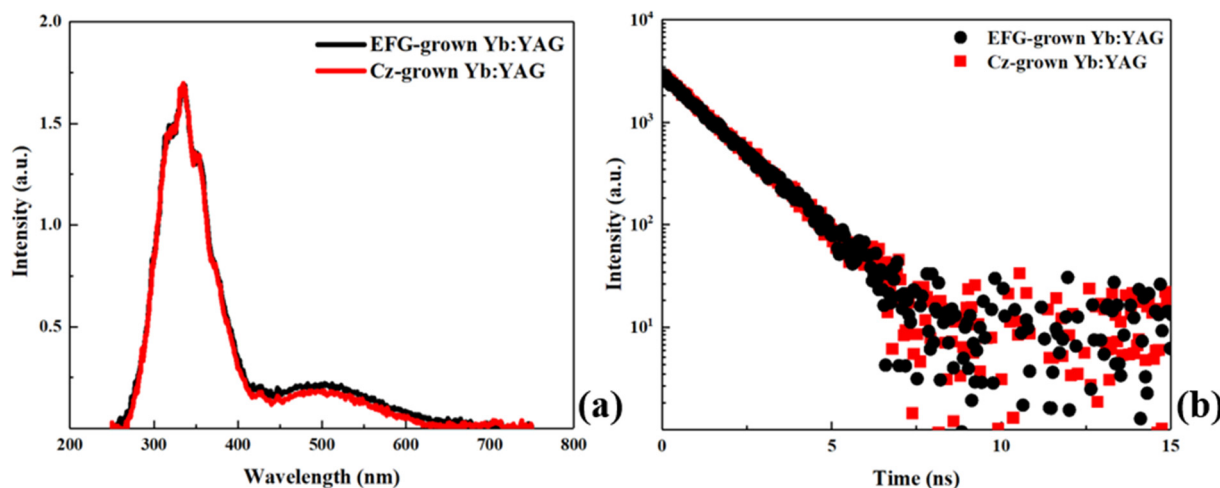 2.0
1.5
1.0
0.5
200 300 400 500 600 700 800
Intensity (a.u.)
Wavelength (nm)
EFG-grown Yb:YAG
Cz-grown Yb:YAG
(a)
10⁴
10³
10²
10¹
0 5 10 15
Intensity (a.u.)
Time (ns)
EFG-grown Yb:YAG
Cz-grown Yb:YAG
(b)